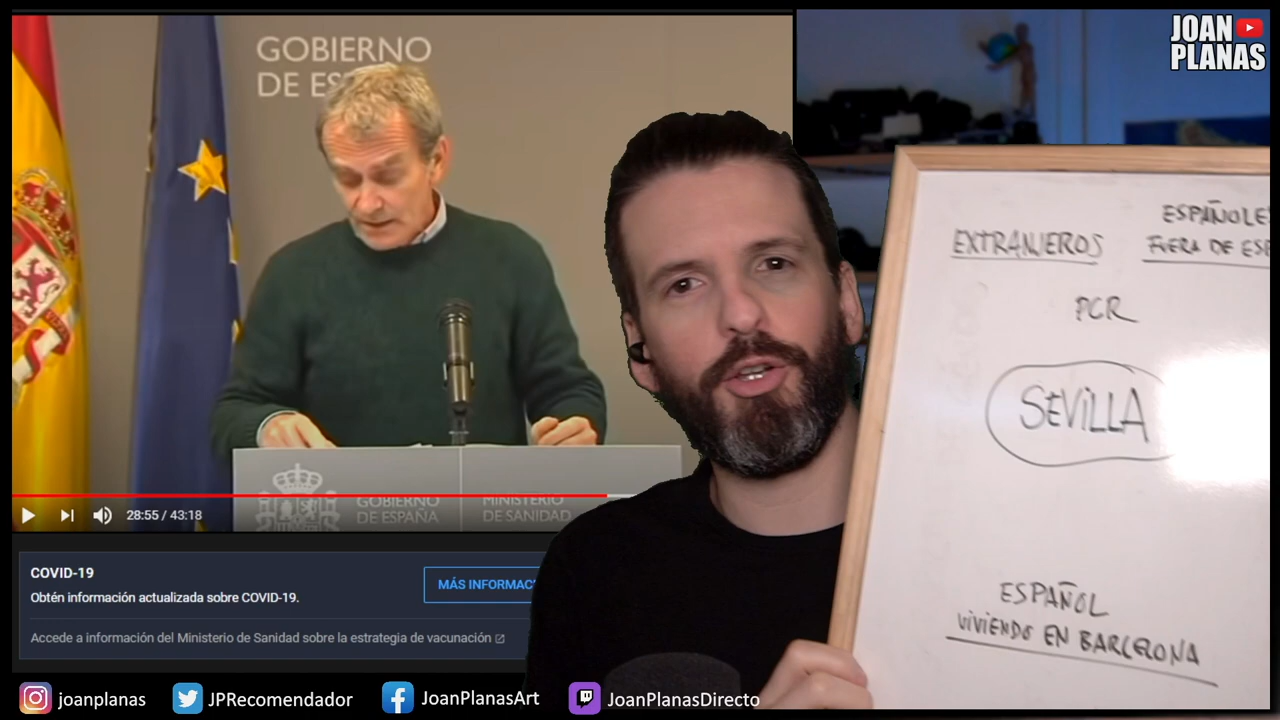 GOBIERNO
DE ES
28:55 / 43:18
GOBIERNO
DE ESPAÑA
MINISTERIO
DE SANIDAD
COVID-19
Obtén información actualizada sobre COVID-19.
MÁS INFORMAC
Accede a información del Ministerio de Sanidad sobre la estrategia de vacunación
JOAN
PLANAS
EXTRANJEROS
ESPAÑOLE
FUERA DE ESP
PCR
SEVILLA
ESPAÑOL
VIVIENDO EN BARCELONA
joanplanas
JPRecomendador
JoanPlanasArt
JoanPlanasDirecto